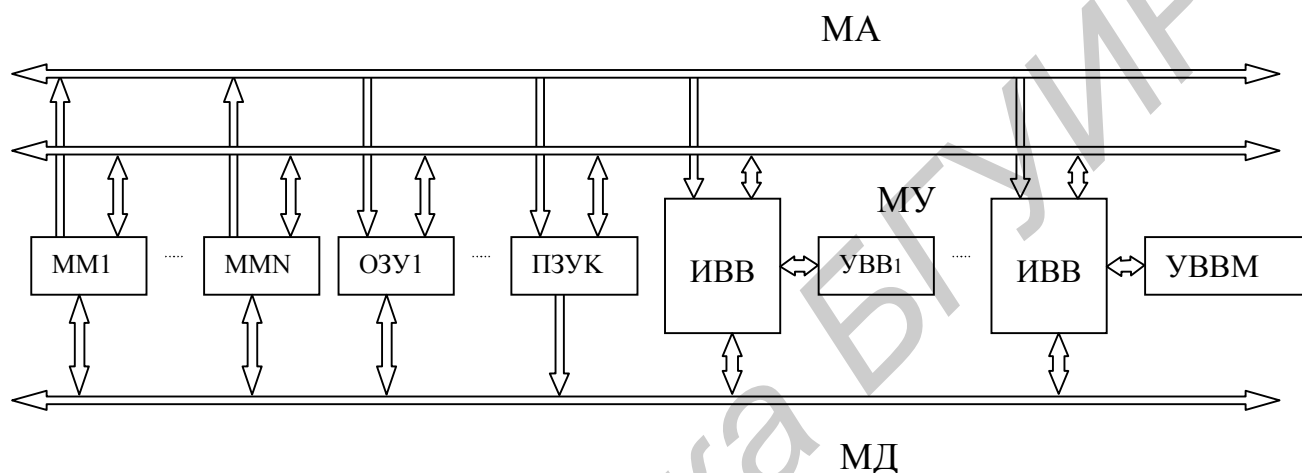 МА
МУ
ММ1 ..... ММN ОЗУ1 ..... ПЗУК ИВВ УВВ1 ..... ИВВ УВВМ
МД